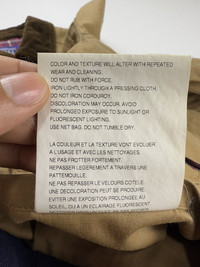 COLOR AND TEXTURE WILL ALTER WITH REPEATED
WEAR AND CLEANING.
DO NOT RUB WITH FORCE.
IRON LIGHTLY THROUGH A PRESSING CLOTH.
DO NOT IRON CORDUROY.
DISCOLORATION MAY OCCUR. AVOID
PROLONGED EXPOSURE TO SUNLIGHT OR
FLUORESCENT LIGHTING.
USE NET BAG. DO NOT TUMBLE DRY.
LA COULEUR ET LA TEXTURE VONT EVOLUER
A L'USAGE ET AVEC LES NETTOYAGES.
NE PAS FROTTER FORTEMENT.
REPASSER LEGEREMENT A TRAVERS UNE
PATTEMOUILLE.
NE PAS REPASSER LE VELOURS COTELE.
UNE DECOLORATION PEUT SE PRODUIRE.
EVITER UNE EXPOSITION PROLONGEE AU
SOLEIL, OU A UN ECLAIRAGE FLUORESCENT.